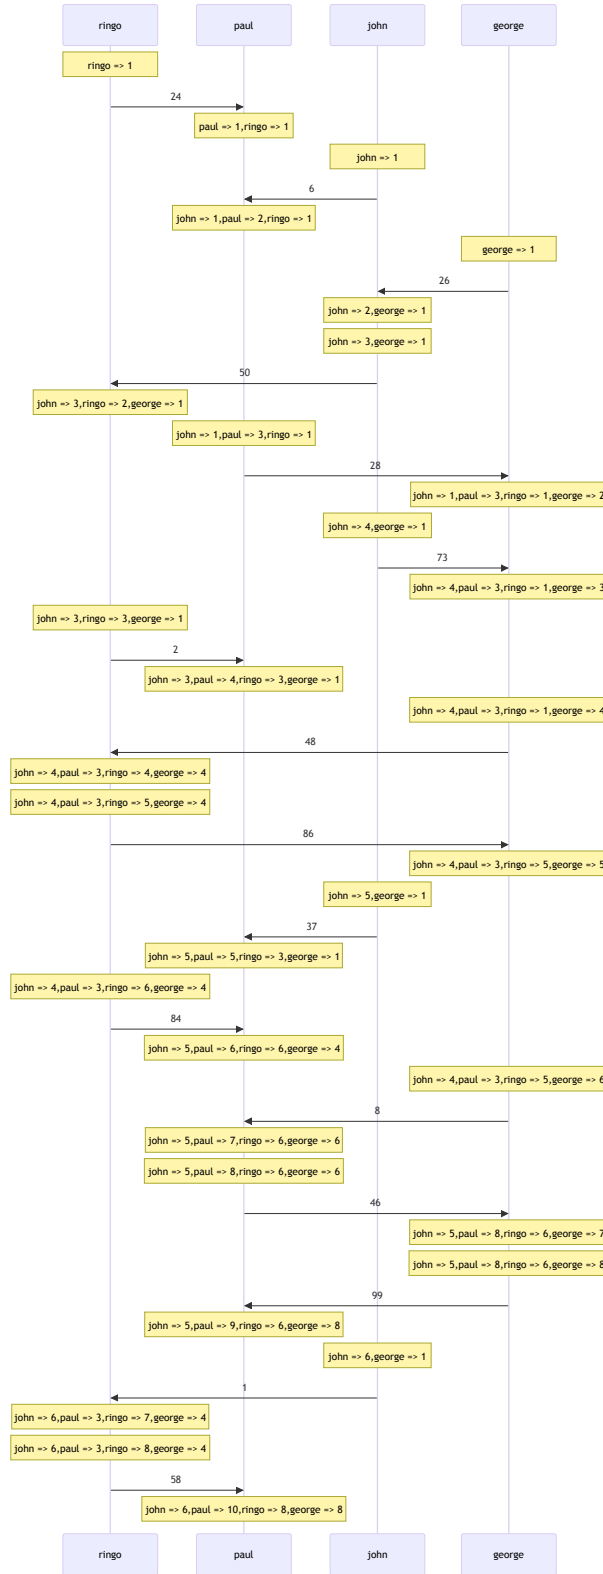 ringo paul john george
ringo => 1
24
paul => 1,ringo => 1
john => 1
6
john => 1,paul => 2,ringo => 1
george => 1
26
john => 2,george => 1
john => 3,george => 1
50
john => 3,ringo => 2,george => 1
john => 1,paul => 3,ringo => 1
28
john => 1,paul => 3,ringo => 1,george => 2
john => 4,george => 1
73
john => 4,paul => 3,ringo => 1,george => 3
john => 3,ringo => 3,george => 1
2
john => 3,paul => 4,ringo => 3,george => 1
john => 4,paul => 3,ringo => 1,george => 4
48
john => 4,paul => 3,ringo => 4,george => 4
john => 4,paul => 3,ringo => 5,george => 4
86
john => 4,paul => 3,ringo => 5,george => 5
john => 5,george => 1
37
john => 5,paul => 5,ringo => 3,george => 1
john => 4,paul => 3,ringo => 6,george => 4
84
john => 5,paul => 6,ringo => 6,george => 4
john => 4,paul => 3,ringo => 5,george => 6
8
john => 5,paul => 7,ringo => 6,george => 6
john => 5,paul => 8,ringo => 6,george => 6
46
john => 5,paul => 8,ringo => 6,george => 7
john => 5,paul => 8,ringo => 6,george => 8
99
john => 5,paul => 9,ringo => 6,george => 8
john => 6,george => 1
1
john => 6,paul => 3,ringo => 7,george => 4
john => 6,paul => 3,ringo => 8,george => 4
58
john => 6,paul => 10,ringo => 8,george => 8
ringo paul john george